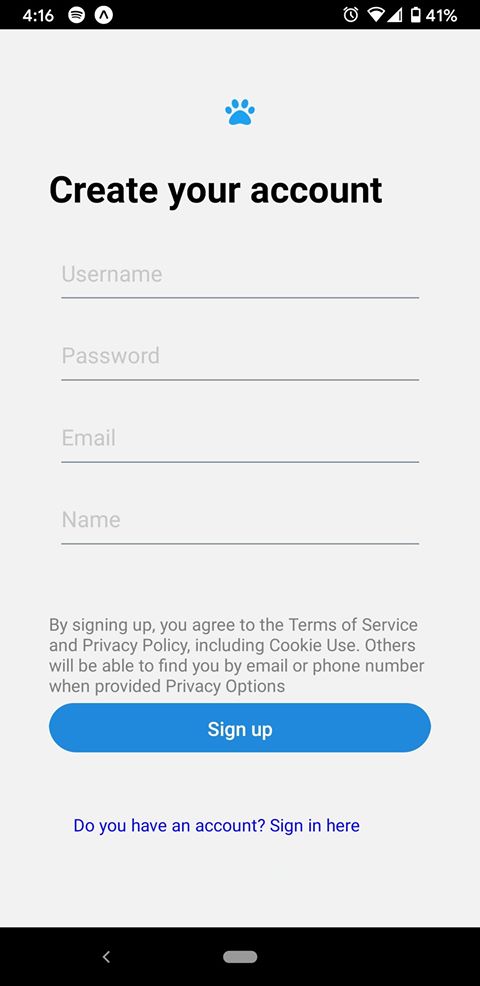 4:16
41%
Create your account
Username
Password
Email
Name
By signing up, you agree to the Terms of Service
and Privacy Policy, including Cookie Use. Others
will be able to find you by email or phone number
when provided Privacy Options
Sign up
Do you have an account? Sign in here